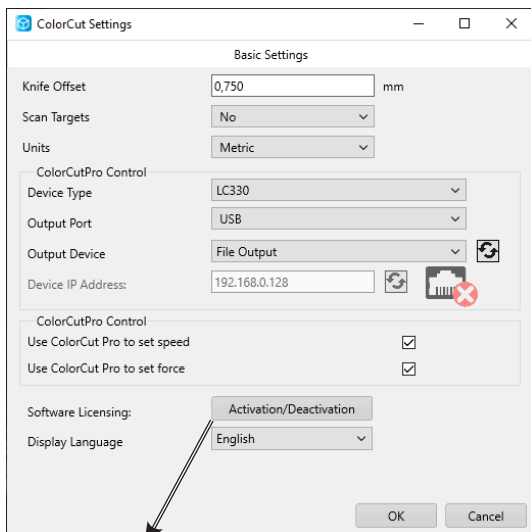 ColorCut Settings
Basic Settings
Knife Offset 0,750 mm
Scan Targets No
Units Metric
ColorCutPro Control
Device Type LC330
Output Port USB
Output Device File Output
Device IP Address: 192.168.0.128
ColorCutPro Control
Use ColorCut Pro to set speed
Use ColorCut Pro to set force
Software Licensing: Activation/Deactivation
Display Language English
OK Cancel